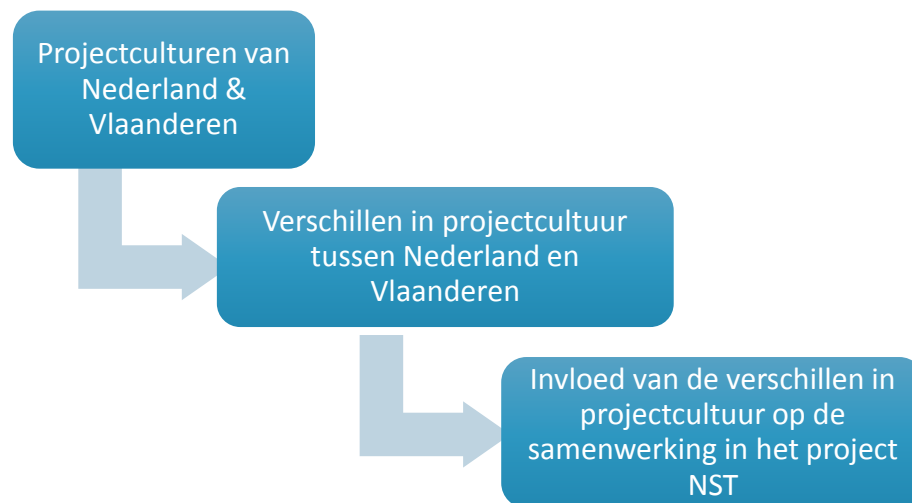 Projectculturen van
Nederland &
Vlaanderen
Verschillen in projectcultuur
tussen Nederland en
Vlaanderen
Invloed van de verschillen in
projectcultuur op de
samenwerking in het project
NST